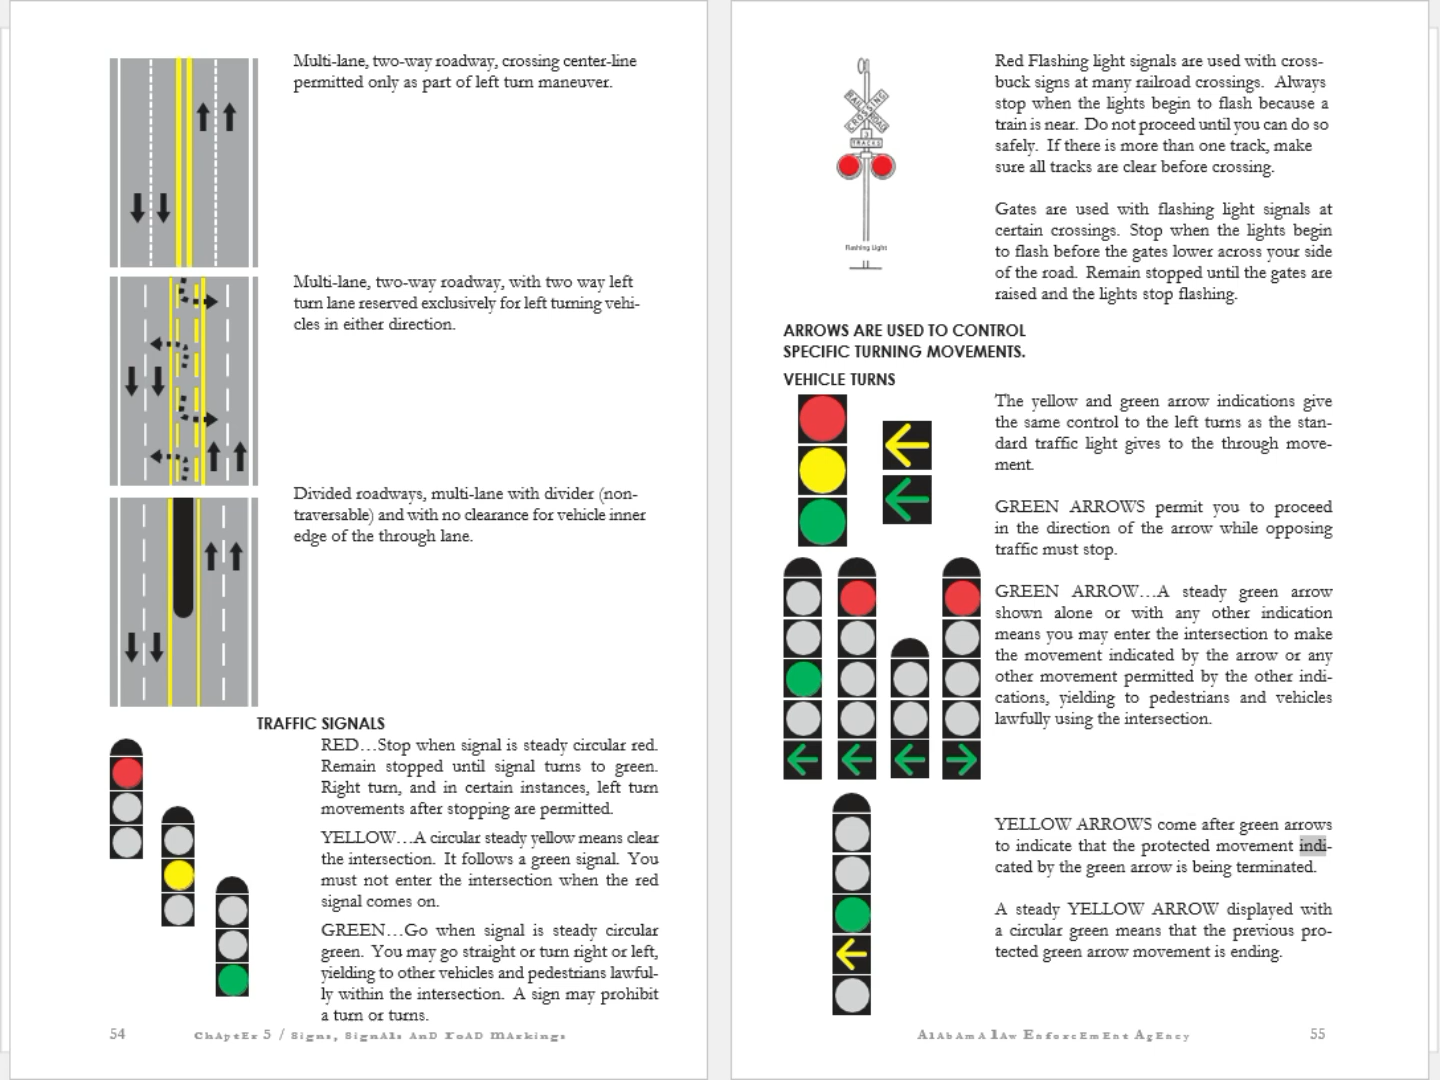 Multi-lane, two-way roadway, crossing center-line
permitted only as part of left turn maneuver.
Multi-lane, two-way roadway, with two way left
turn lane reserved exclusively for left turning vehi-
cles in either direction.
Divided roadways, multi-lane with divider (non-
traversable) and with no clearance for vehicle inner
edge of the through lane.
TRAFFIC SIGNALS
RED…Stop when signal is steady circular red.
Remain stopped until signal turns to green.
Right turn, and in certain instances, left turn
movements after stopping are permitted.
YELLOW…A circular steady yellow means clear
the intersection. It follows a green signal. You
must not enter the intersection when the red
signal comes on.
GREEN…Go when signal is steady circular
green. You may go straight or turn right or left,
yielding to other vehicles and pedestrians lawful-
ly within the intersection. A sign may prohibit
a turn or turns.
54 ChAptEr 5 / Signs, SignAls AnD RoAD mArkings
RAILROAD
CROSSING
3
TRACKS
Flashing Light
Red Flashing light signals are used with cross-
buck signs at many railroad crossings. Always
stop when the lights begin to flash because a
train is near. Do not proceed until you can do so
safely. If there is more than one track, make
sure all tracks are clear before crossing.
Gates are used with flashing light signals at
certain crossings. Stop when the lights begin
to flash before the gates lower across your side
of the road. Remain stopped until the gates are
raised and the lights stop flashing.
ARROWS ARE USED TO CONTROL
SPECIFIC TURNING MOVEMENTS.
VEHICLE TURNS
The yellow and green arrow indications give
the same control to the left turns as the stan-
dard traffic light gives to the through move-
ment.
GREEN ARROWS permit you to proceed
in the direction of the arrow while opposing
traffic must stop.
GREEN ARROW…A steady green arrow
shown alone or with any other indication
means you may enter the intersection to make
the movement indicated by the arrow or any
other movement permitted by the other indi-
cations, yielding to pedestrians and vehicles
lawfully using the intersection.
YELLOW ARROWS come after green arrows
to indicate that the protected movement indi-
cated by the green arrow is being terminated.
A steady YELLOW ARROW displayed with
a circular green means that the previous pro-
tected green arrow movement is ending.
AlAbAmA lAw EnforcEmEnt AgEncy 55